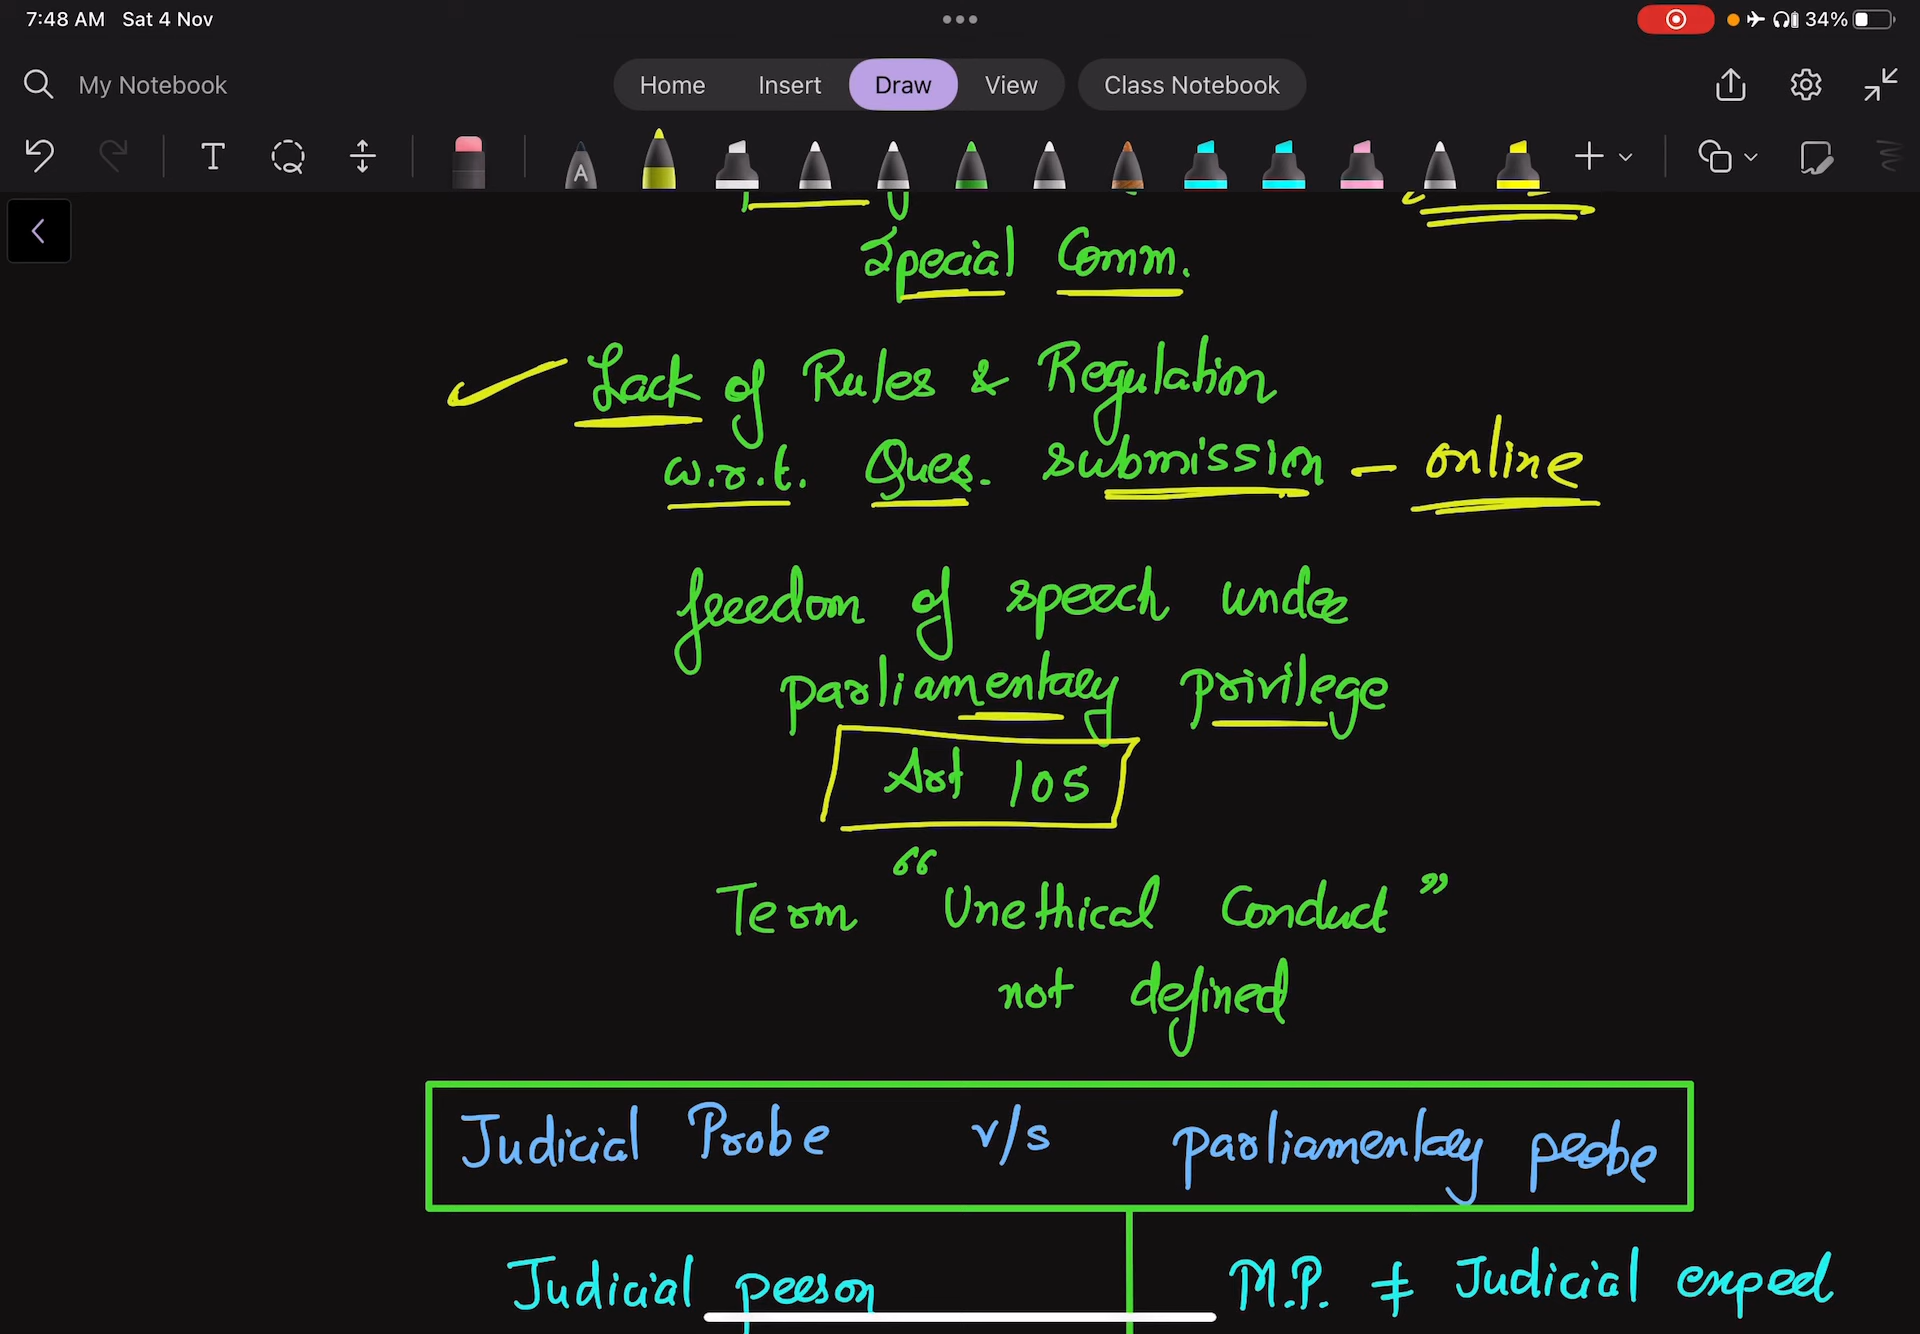 7:48 AM Sat 4 Nov
34%
My Notebook
Home Insert Draw View Class Notebook
T
A
Special Comm.
Lack of Rules & Regulation
w.r.t. Ques. submission - online
freedom of speech under
parliamentary privilege
Art 105
Term "Unethical Conduct"
not defined
Judicial Probe v/s parliamentary probe
Judicial person
M.P. ≠ Judicial expert